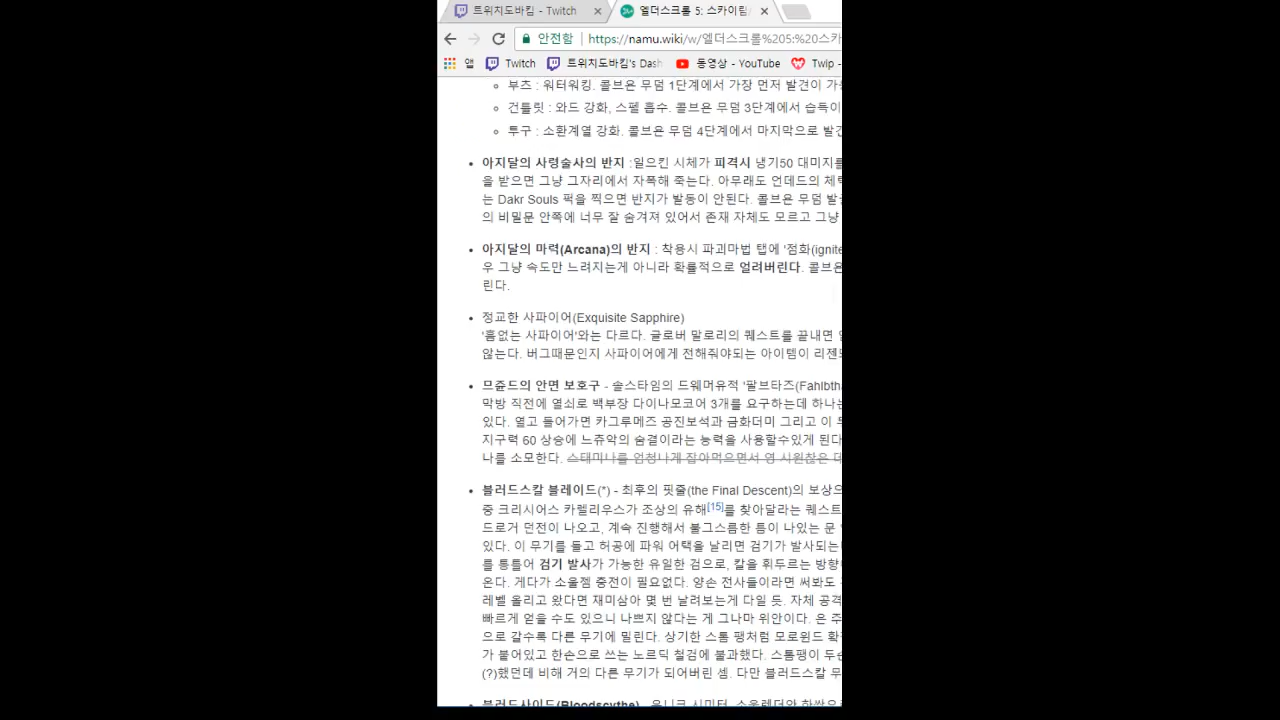 트위치도바킴 - Twitch
엘더스크롤 5: 스카이림
안전함 https://namu.wiki/w/엘더스크롤%205:%20스카
앱 Twitch 트위치도바킴's Dash 동영상 - YouTube Twip -
부츠 : 워터워킹. 콜브욘 무덤 1단계에서 가장 먼저 발견이 가
건틀릿 : 와드 강화, 스펠 흡수. 콜브욘 무덤 3단계에서 습득이
투구 : 소환계열 강화. 콜브욘 무덤 4단계에서 마지막으로 발견
아지달의 사령술사의 반지 :일으킨 시체가 피격시 냉기50 대미지를
을 받으면 그냥 그자리에서 자폭해 죽는다. 아무래도 언데드의 체력
는 Dakr Souls 퍽을 찍으면 반지가 발동이 안된다. 콜브욘 무덤 발굴
의 비밀문 안쪽에 너무 잘 숨겨져 있어서 존재 자체도 모르고 그냥
아지달의 마력(Arcana)의 반지 : 착용시 파괴마법 탭에 '점화(ignite
우 그냥 속도만 느려지는게 아니라 확률적으로 얼려버린다. 콜브욘
린다.
정교한 사파이어(Exquisite Sapphire)
'흠없는 사파이어'와는 다르다. 글로버 말로리의 퀘스트를 끝내면
않는다. 버그때문인지 사파이어에게 전해줘야되는 아이템이 리젠
므쥰드의 안면 보호구 - 솔스타임의 드웨머유적 '팔브타즈(Fahlbtha
막방 직전에 열쇠로 백부장 다이나모코어 3개를 요구하는데 하나는
있다. 열고 들어가면 카그루메즈 공진보석과 금화더미 그리고 이
지구력 60 상승에 느츄악의 숨결이라는 능력을 사용할수있게 된다
나를 소모한다. 스태미나를 엄청나게 잡아먹으면서 영 시원찮은 데
블러드스칼 블레이드(*) - 최후의 핏줄(the Final Descent)의 보상으
중 크리시어스 카렐리우스가 조상의 유해[15]를 찾아달라는 퀘스트
드로거 던전이 나오고, 계속 진행해서 불그스름한 틈이 나있는 문
있다. 이 무기를 들고 허공에 파워 어택을 날리면 검기가 발사되는
를 통틀어 검기 발사가 가능한 유일한 검으로, 칼을 휘두르는 방향
온다. 게다가 소울젬 충전이 필요없다. 양손 전사들이라면 써봐도
레벨 올리고 왔다면 재미삼아 몇 번 날려보는게 다일 듯. 자체 공격
빠르게 얻을 수도 있으니 나쁘지 않다는 게 그나마 위안이다. 은 주
으로 갈수록 다른 무기에 밀린다. 상기한 스톰 팽처럼 모로윈드 확
가 붙어있고 한손으로 쓰는 노르딕 철검에 불과했다. 스톰팽이 두손
(?)했던데 비해 거의 다른 무기가 되어버린 셈. 다만 블러드스칼 무
블러드사이드(Bloodscythe) - 유니크 시미터. 소울렌더와 한쌍으로